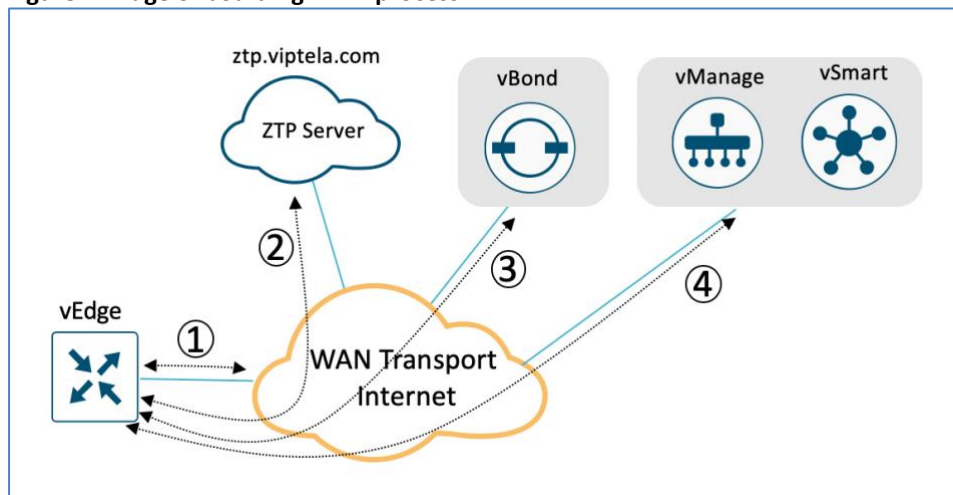 ztp.viptela.com
ZTP Server
vBond
vManage
vSmart
②
③
④
vEdge
①
WAN Transport
Internet